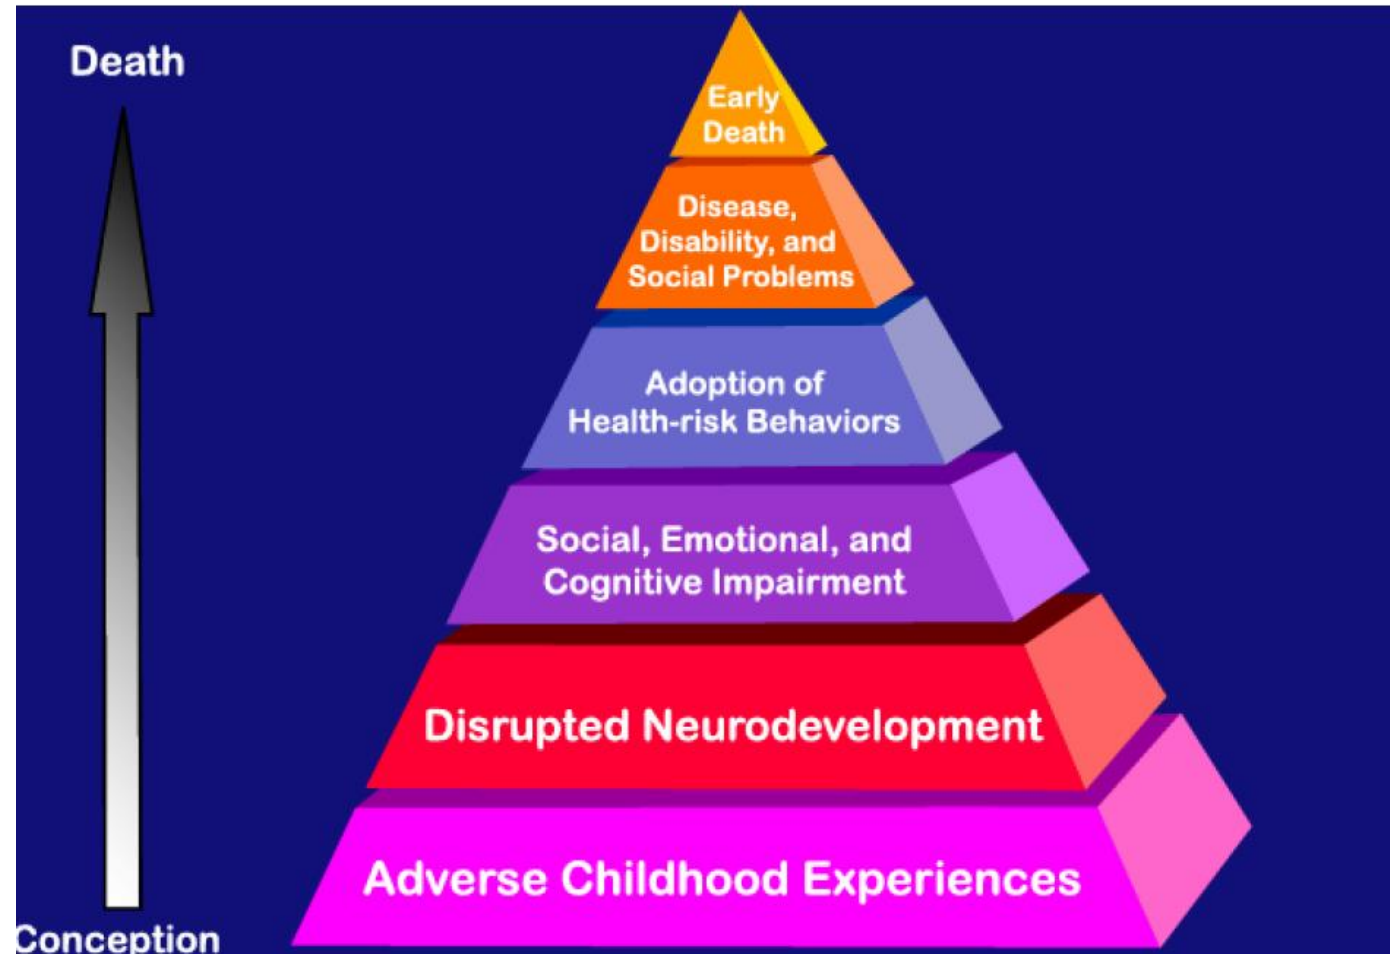 Death
Early
Death
Disease,
Disability, and
Social Problems
Adoption of
Health-risk Behaviors
Social, Emotional, and
Cognitive Impairment
Disrupted Neurodevelopment
Adverse Childhood Experiences
Conception